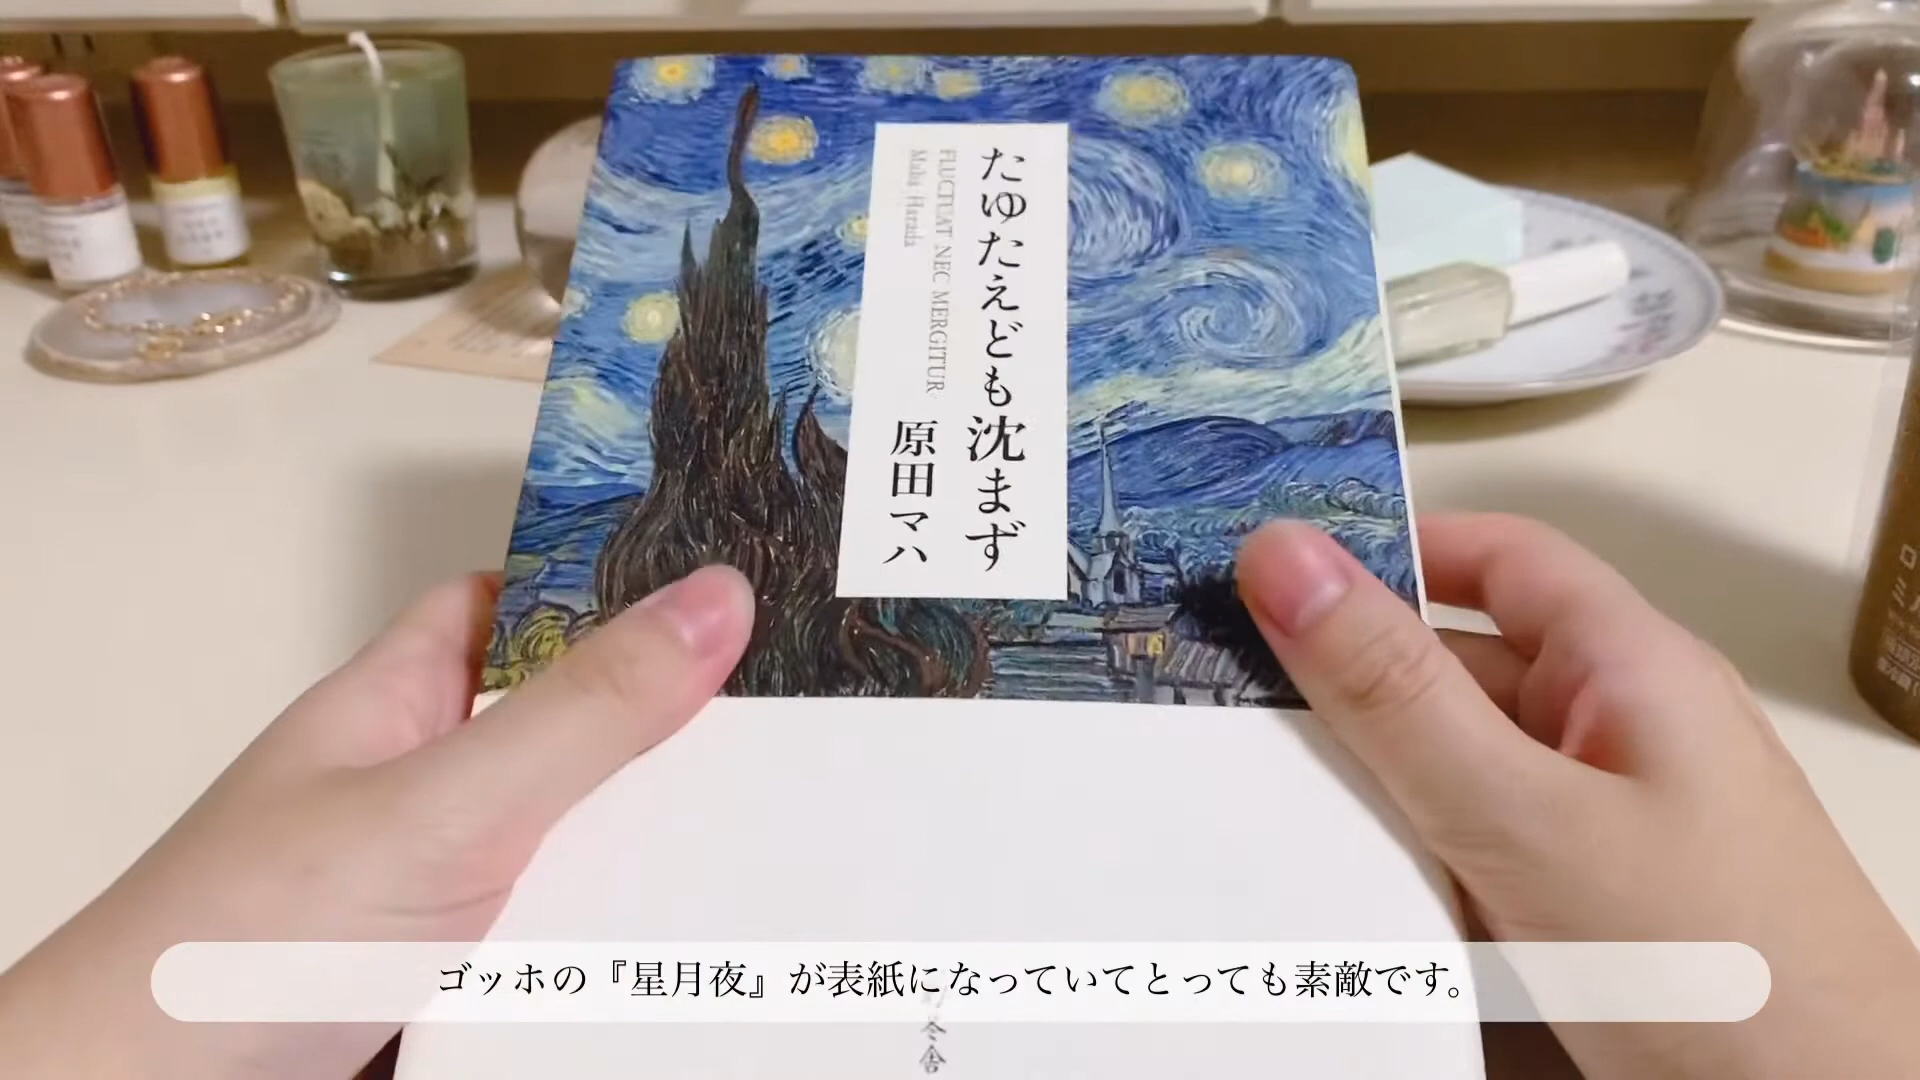 たゆたえども沈まず
FLUCTUAT NEC MERGITUR
Maha Harada
原田マハ
ゴッホの『星月夜』が表紙になっていてとっても素敵です。
冬舎